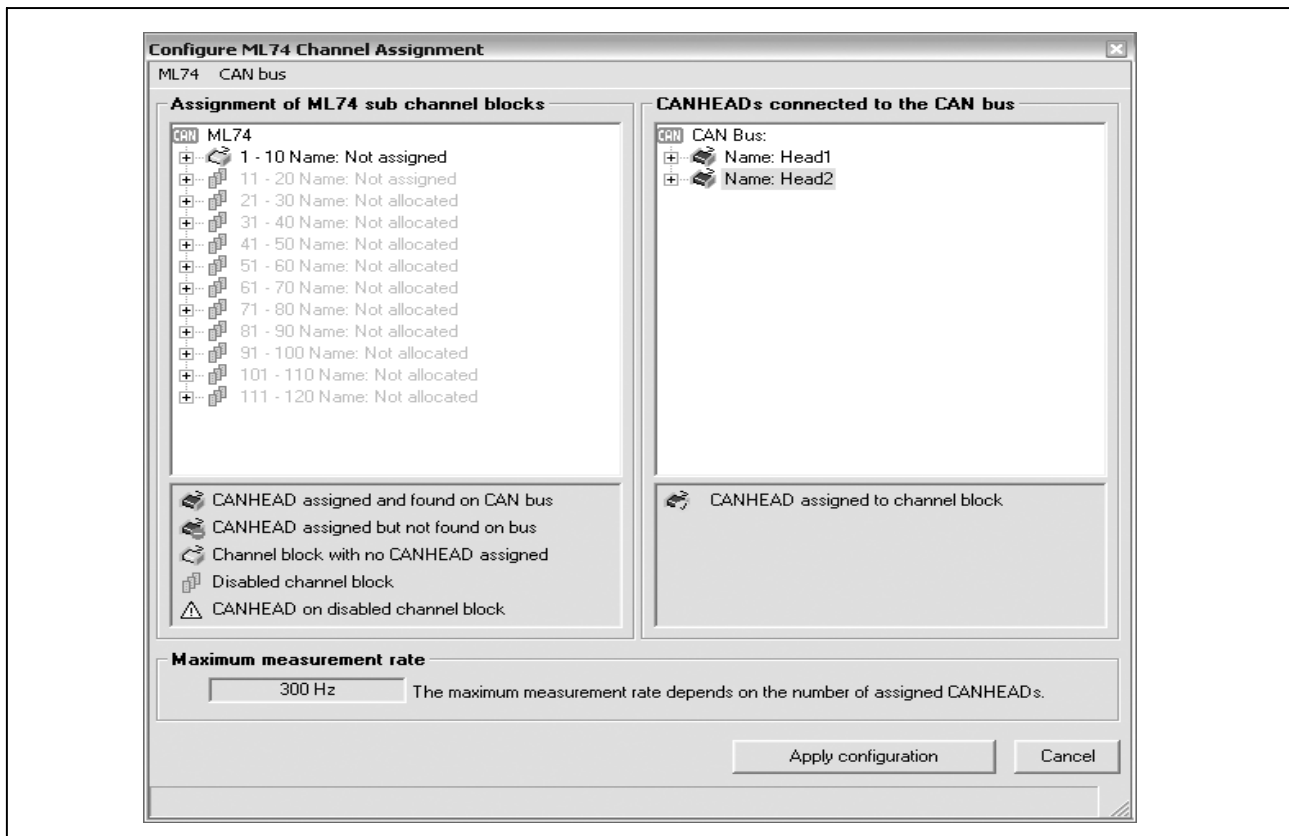 Configure ML74 Channel Assignment
ML74 CAN bus
Assignment of ML74 sub channel blocks
CAN ML74
1 - 10 Name: Not assigned
11 - 20 Name: Not assigned
21 - 30 Name: Not allocated
31 - 40 Name: Not allocated
41 - 50 Name: Not allocated
51 - 60 Name: Not allocated
61 - 70 Name: Not allocated
71 - 80 Name: Not allocated
81 - 90 Name: Not allocated
91 - 100 Name: Not allocated
101 - 110 Name: Not allocated
111 - 120 Name: Not allocated
CANHEAD assigned and found on CAN bus
CANHEAD assigned but not found on bus
Channel block with no CANHEAD assigned
Disabled channel block
CANHEAD on disabled channel block
CANHEADs connected to the CAN bus
CAN CAN Bus:
Name: Head1
Name: Head2
CANHEAD assigned to channel block
Maximum measurement rate
300 Hz The maximum measurement rate depends on the number of assigned CANHEADs.
Apply configuration Cancel